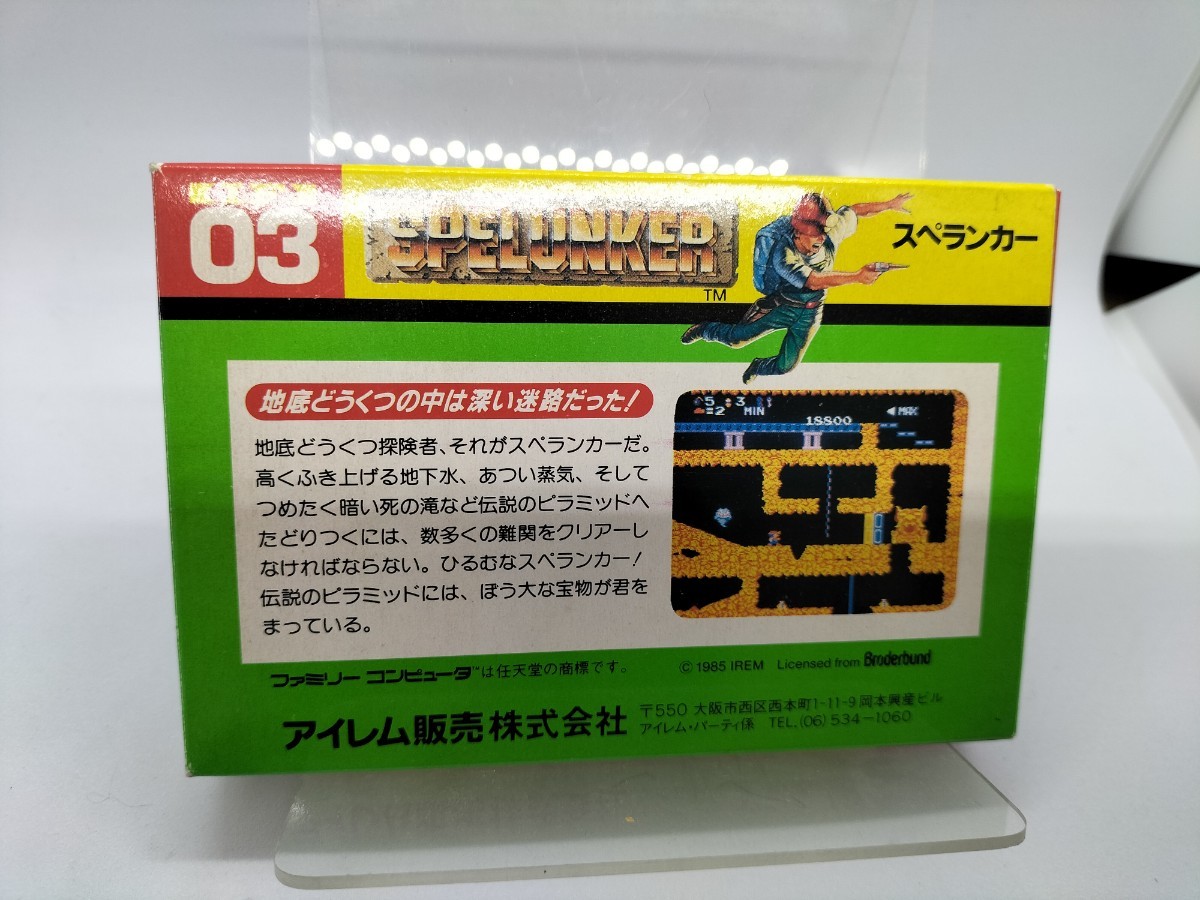 03
SPELUNKER
TM
スペランカー
地底どうくつの中は深い迷路だった!
地底どうくつ探険者、それがスペランカーだ。
高くふき上げる地下水、あつい蒸気、そして
つめたく暗い死の滝など伝説のピラミッドへ
たどりつくには、数多くの難関をクリアーし
なければならない。ひるむなスペランカー!
伝説のピラミッドには、ぼう大な宝物が君を
まっている。
5 3
=2 MIN
18800
◀MAX
ファミリーコンピュータ™は任天堂の商標です。
©1985 IREM Licensed from Brøderbund
アイレム販売株式会社
〒550 大阪市西区西本町1-11-9 岡本興産ビル
アイレム・パーティ係 TEL.(06)534-1060